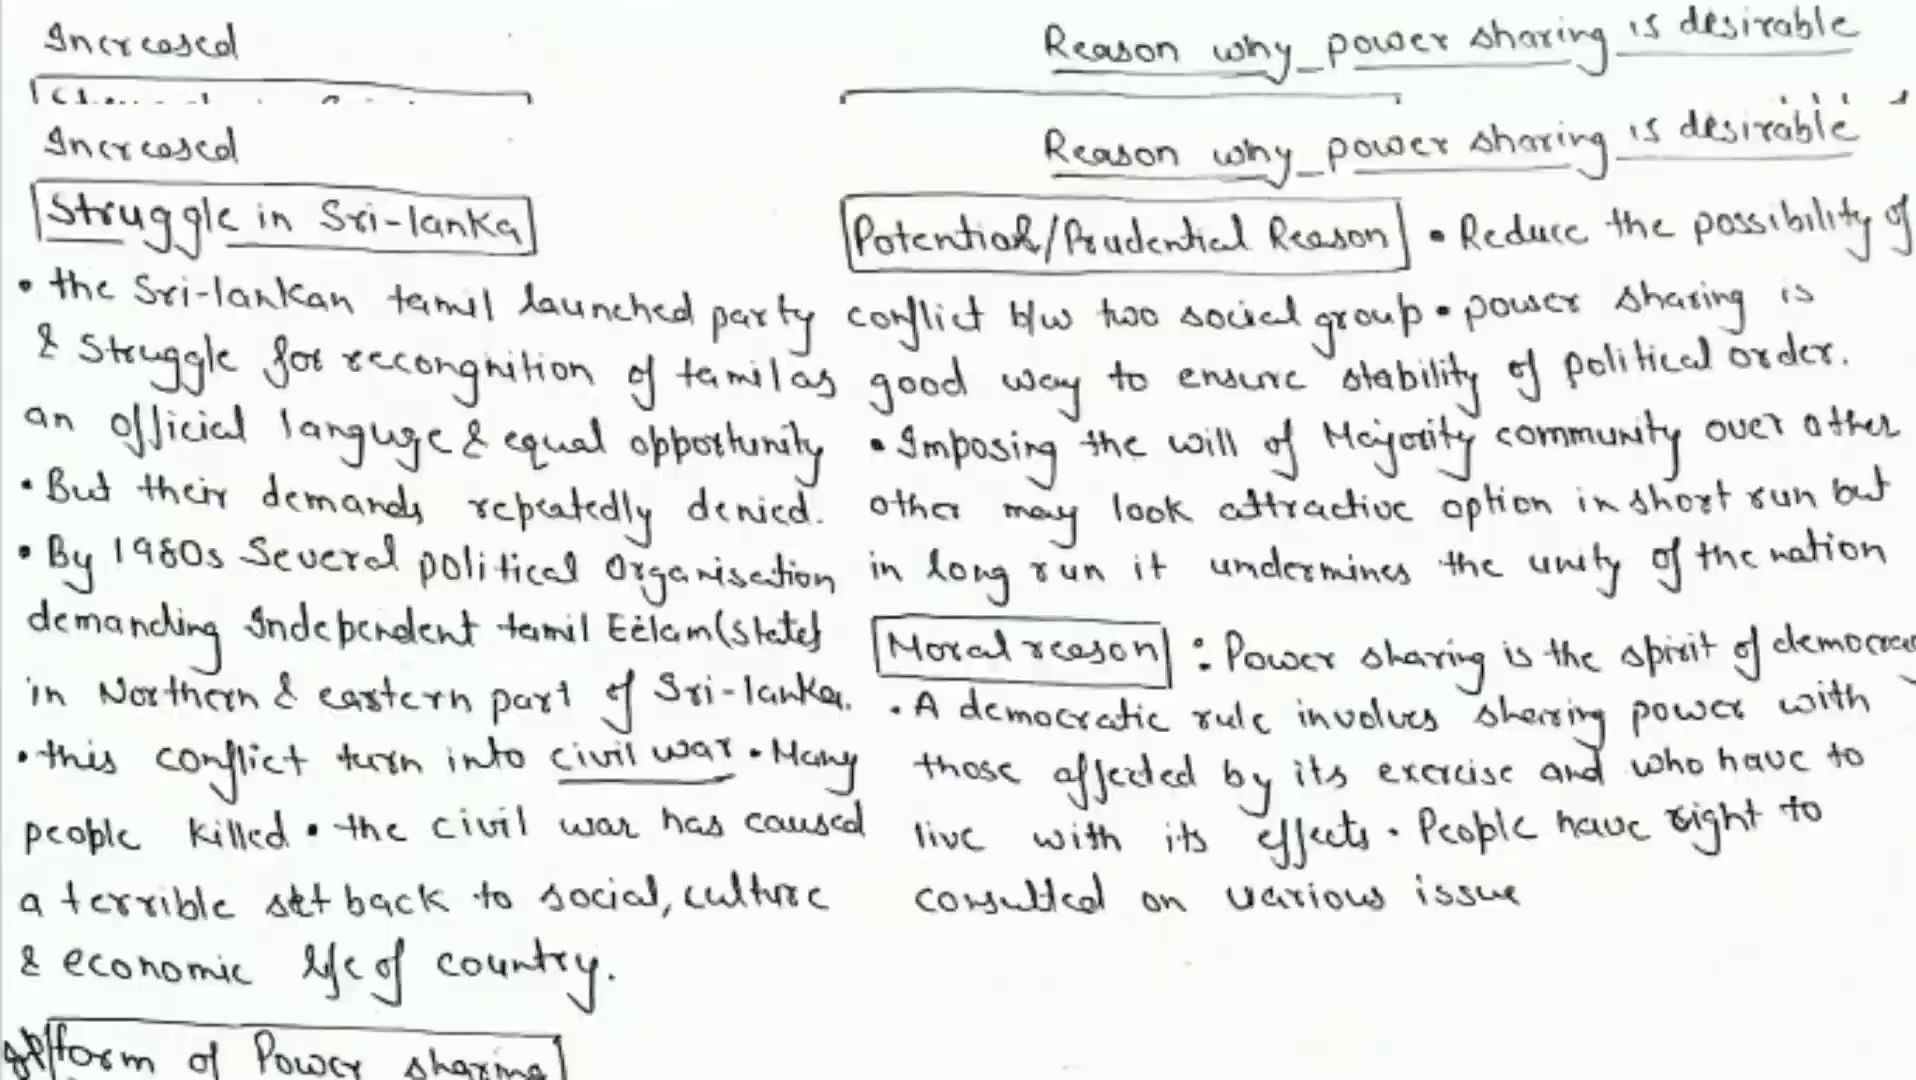 Increased
Reason why power sharing is desirable
Increased
Reason why power sharing is desirable
Struggle in Sri-lanka
• the Sri-lankan tamil launched party
& Struggle for recongnition of tamil as
an official languge & equal opportunity
• But their demands repeatedly denied.
• By 1980s Several political Organisation
demanding Independent tamil Eelam (state)
in Northern & eastern part of Sri-lanka.
• this conflict turn into civil war • Many
people killed • the civil war has caused
a terrible set back to social, culture
& economic life of country.
form of Power sharing
Potential/Prudential Reason • Reduce the possibility of
conflict b/w two social group • power sharing is
good way to ensure stability of political order.
• Imposing the will of Majority community over other
other may look attractive option in short run but
in long run it undermines the unity of the nation
Moral reason : Power sharing is the spirit of
• A democratic rule involves sharing power with
those affected by its exercise and who have to
live with its effects • People have right to
consulted on various issue